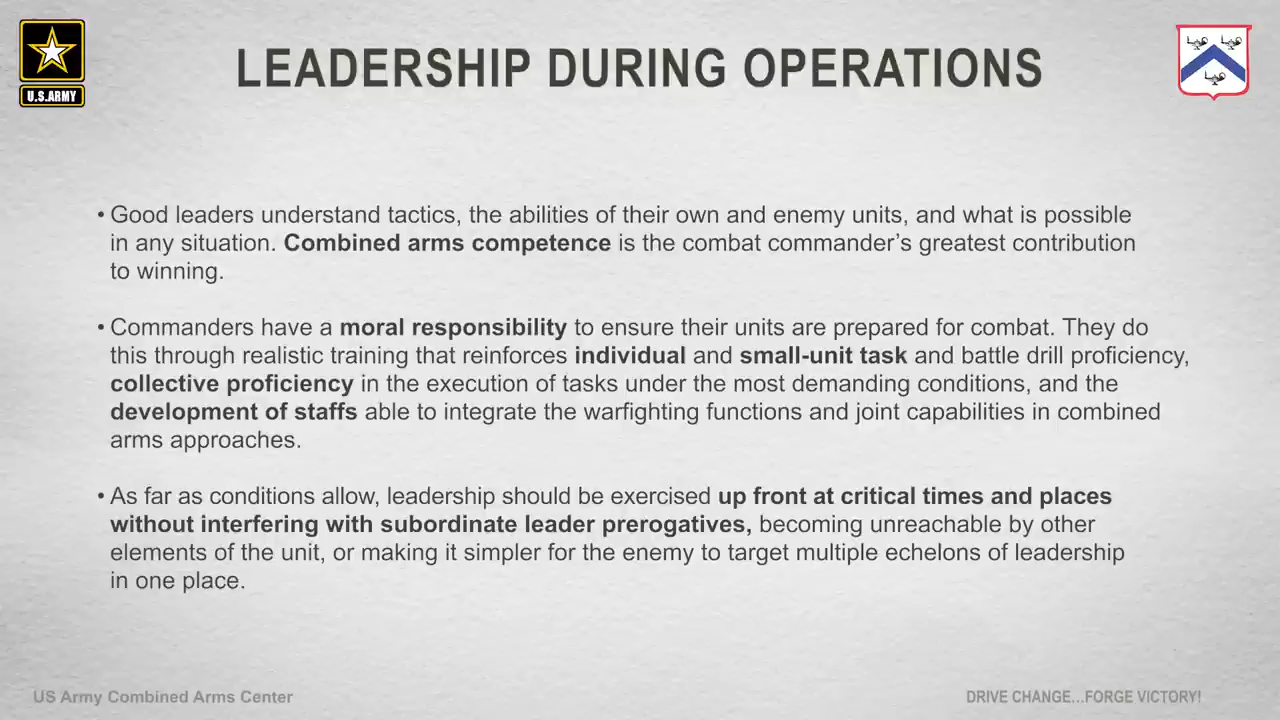 LEADERSHIP DURING OPERATIONS
U.S.ARMY
• Good leaders understand tactics, the abilities of their own and enemy units, and what is possible
in any situation. Combined arms competence is the combat commander’s greatest contribution
to winning.
• Commanders have a moral responsibility to ensure their units are prepared for combat. They do
this through realistic training that reinforces individual and small-unit task and battle drill proficiency,
collective proficiency in the execution of tasks under the most demanding conditions, and the
development of staffs able to integrate the warfighting functions and joint capabilities in combined
arms approaches.
• As far as conditions allow, leadership should be exercised up front at critical times and places
without interfering with subordinate leader prerogatives, becoming unreachable by other
elements of the unit, or making it simpler for the enemy to target multiple echelons of leadership
in one place.
US Army Combined Arms Center
DRIVE CHANGE...FORGE VICTORY!